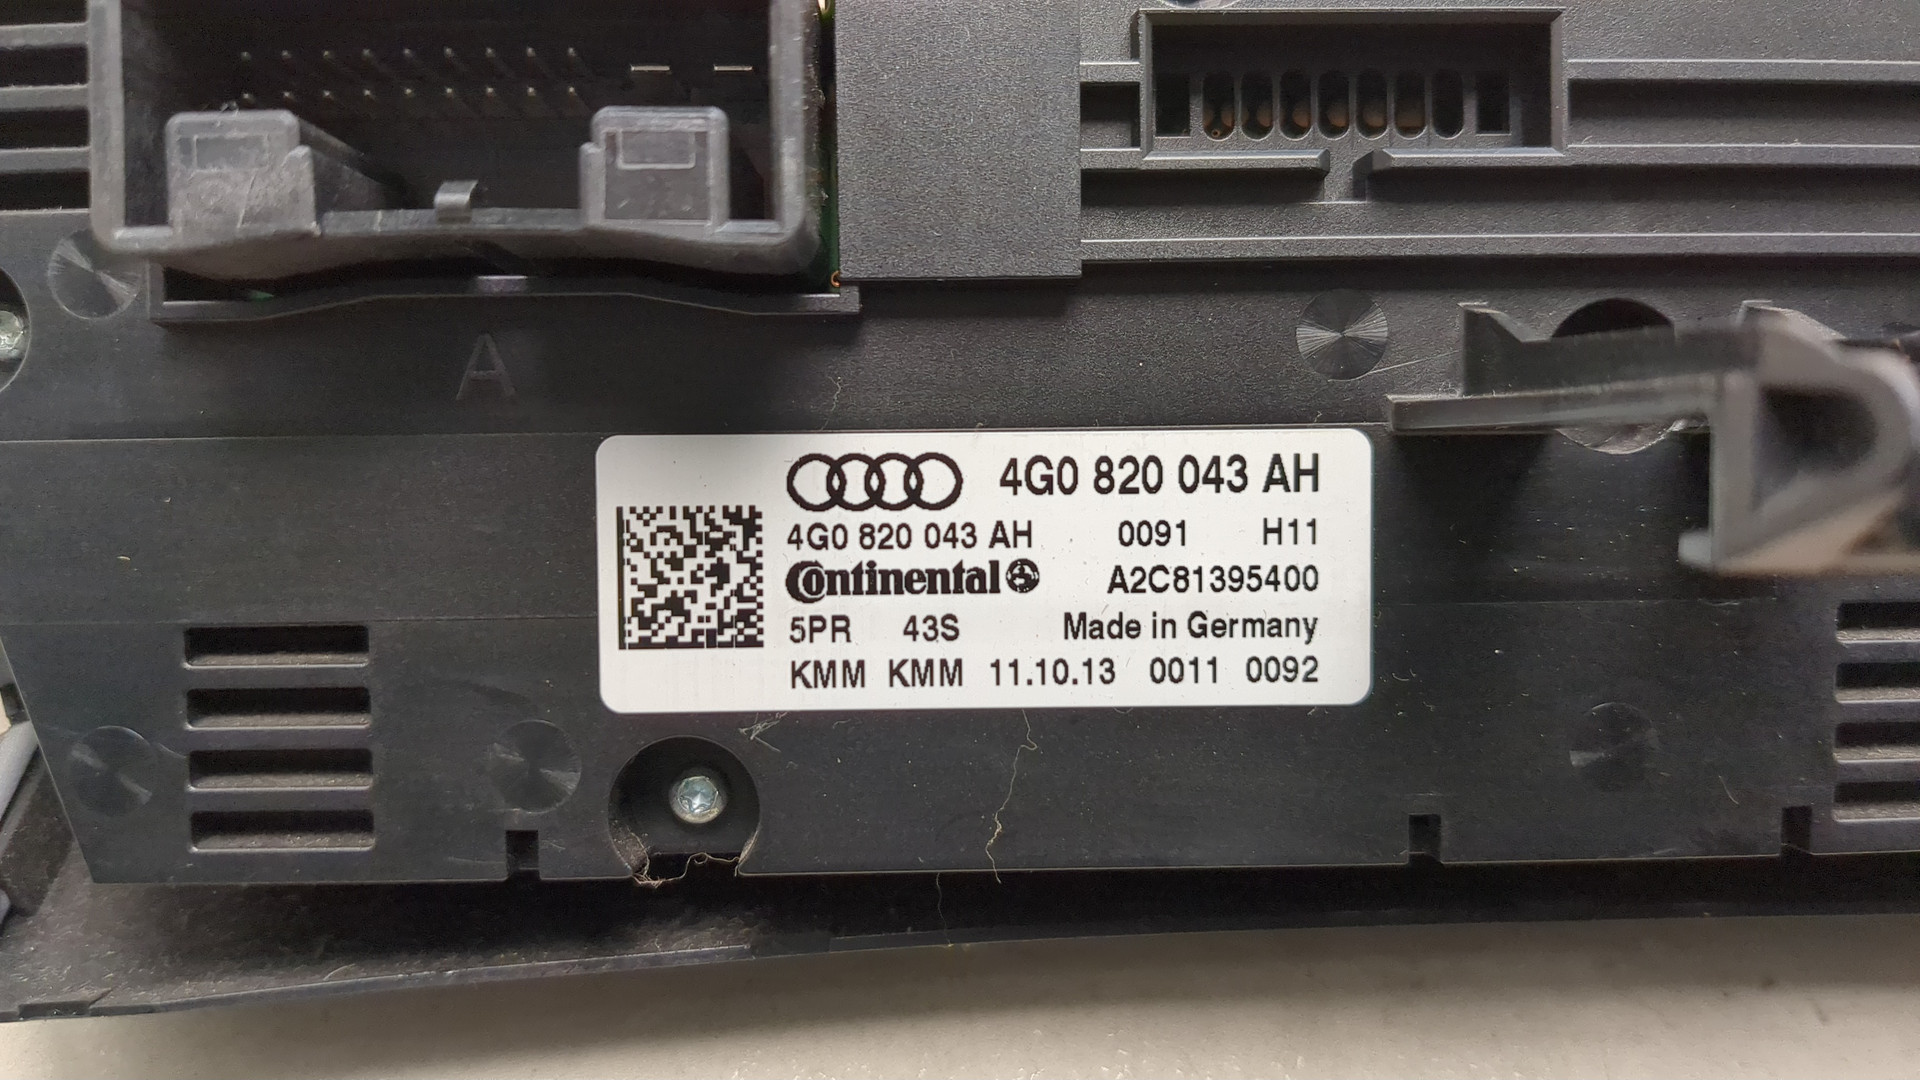 A
4G0 820 043 AH
4G0 820 043 AH 0091 H11
Continental A2C81395400
5PR 43S Made in Germany
KMM KMM 11.10.13 0011 0092